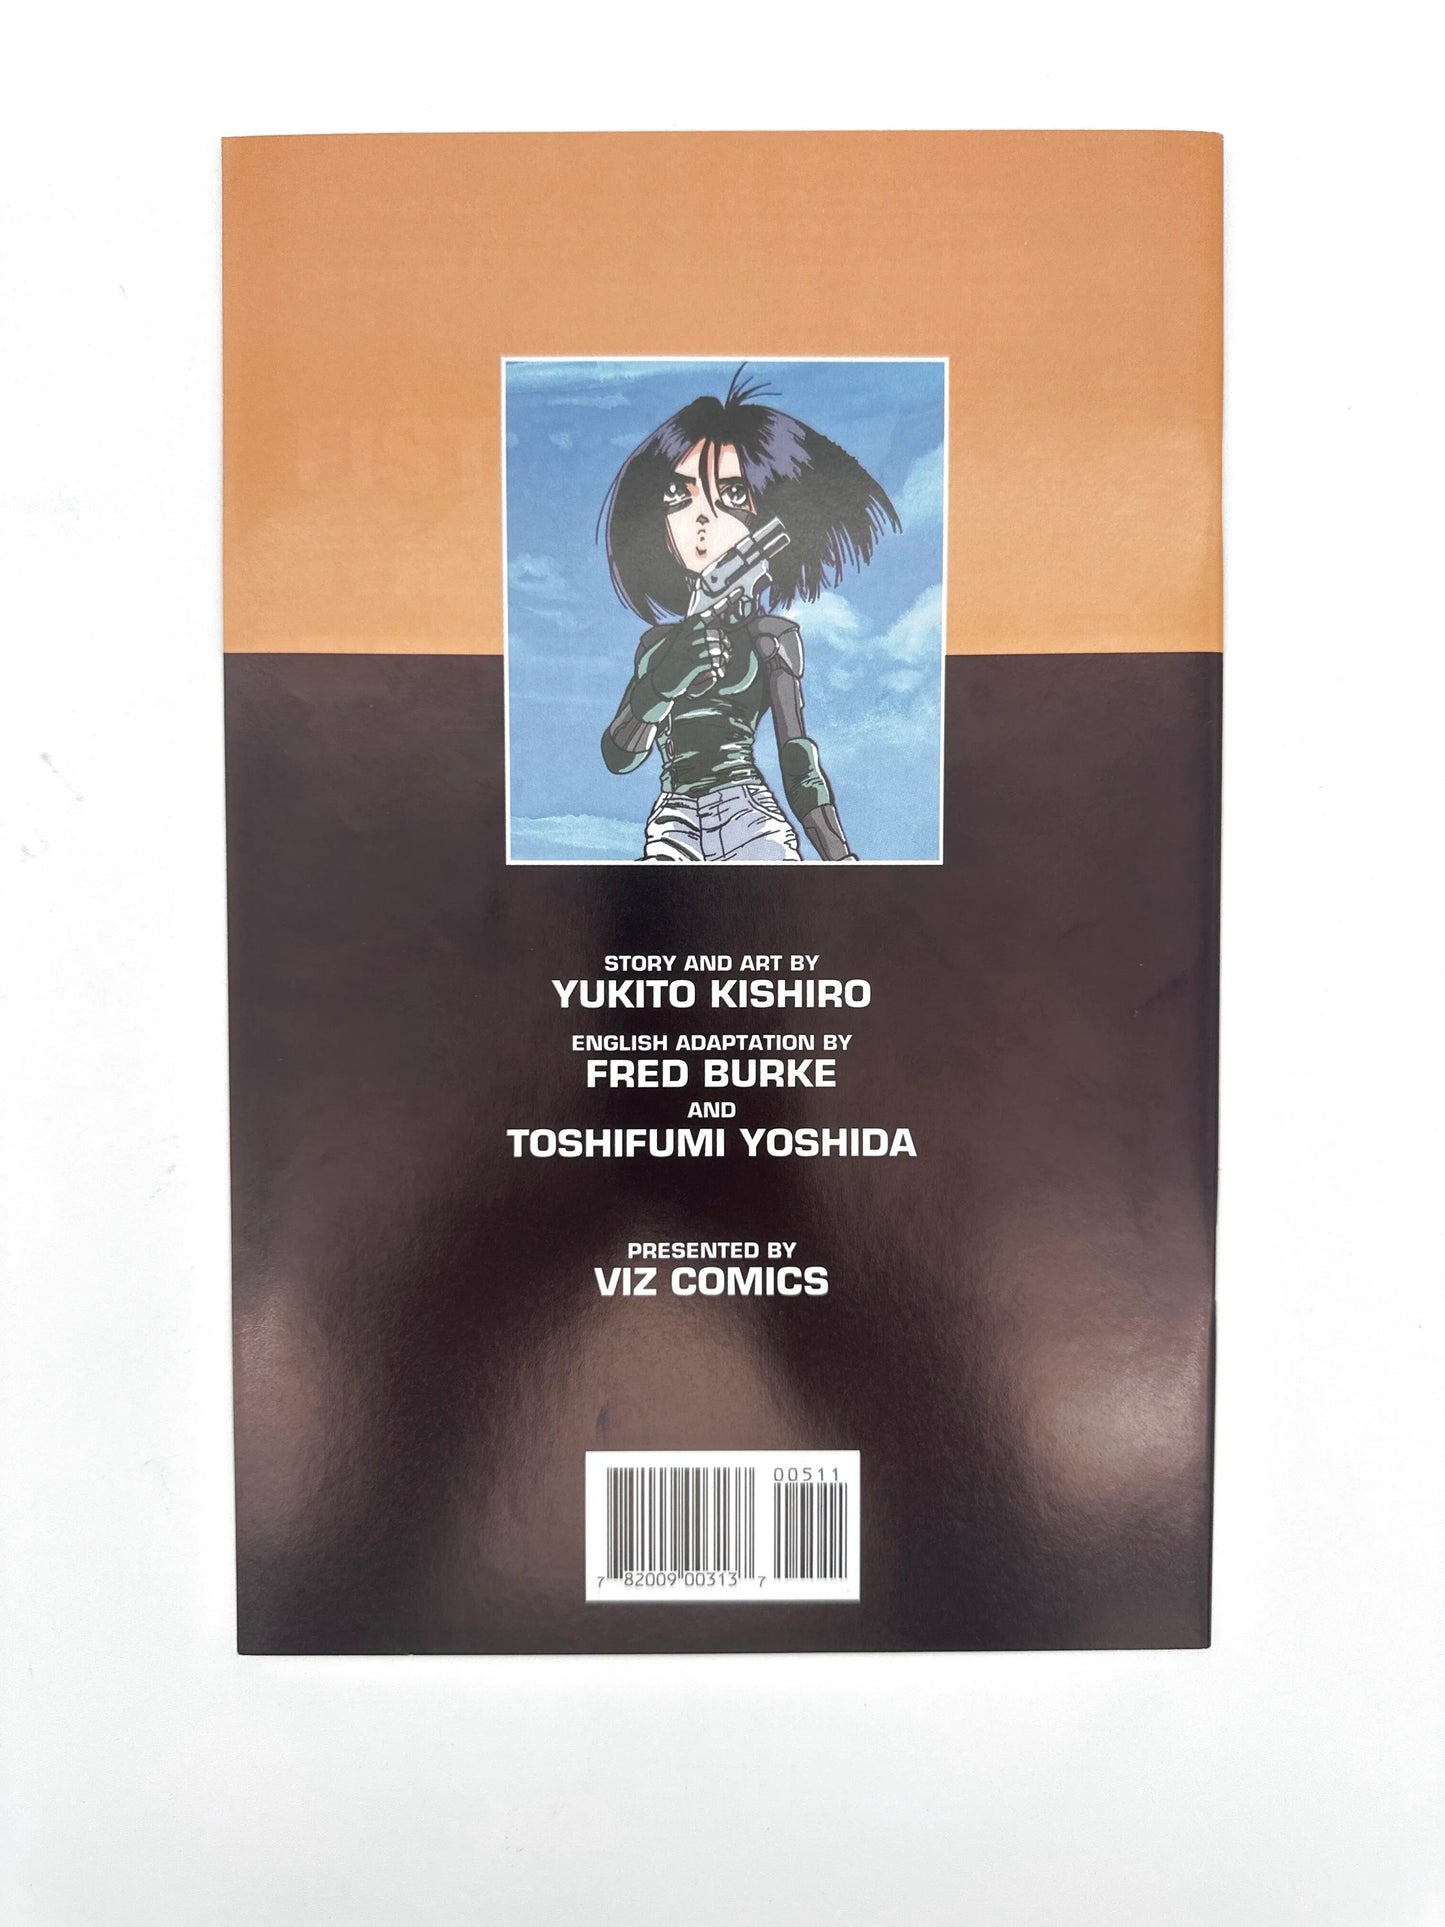 STORY AND ART BY
YUKITO KISHIRO
ENGLISH ADAPTATION BY
FRED BURKE
AND
TOSHIFUMI YOSHIDA
PRESENTED BY
VIZ COMICS
00511
7 82009 00313 7